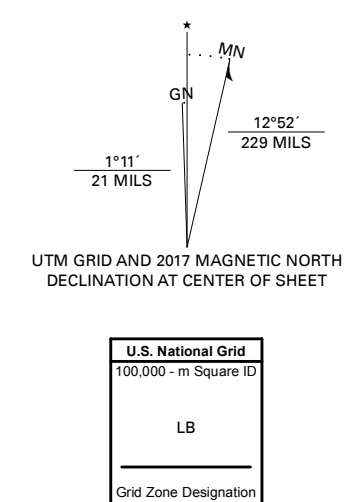 ★
MN
GN
12°52´
229 MILS
1°11´
21 MILS
UTM GRID AND 2017 MAGNETIC NORTH
DECLINATION AT CENTER OF SHEET
U.S. National Grid
100,000 - m Square ID
LB
Grid Zone Designation